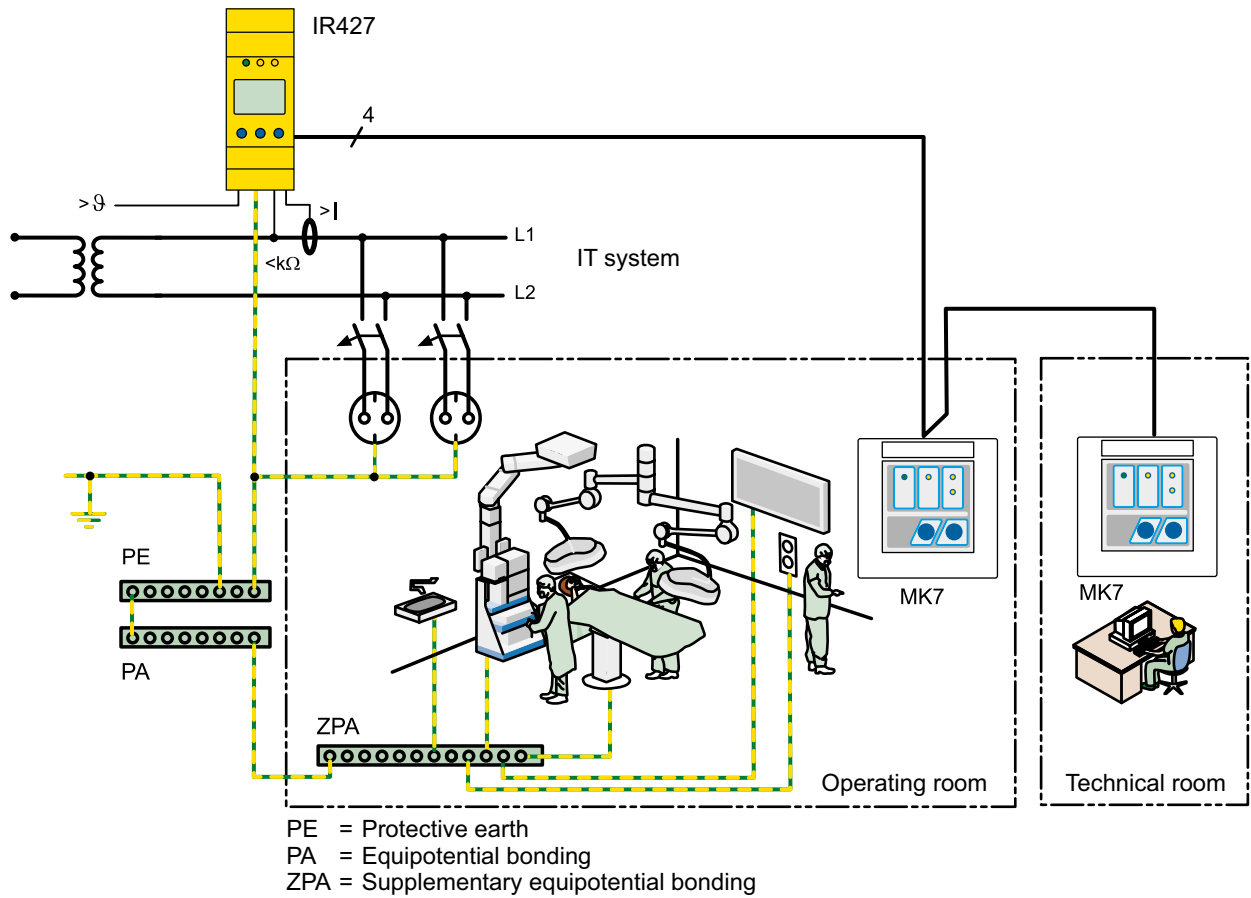 IR427
4
>ϑ
>I
L1
<kΩ
IT system
L2
PE
MK7
MK7
PA
ZPA
Operating room
Technical room
PE = Protective earth
PA = Equipotential bonding
ZPA = Supplementary equipotential bonding